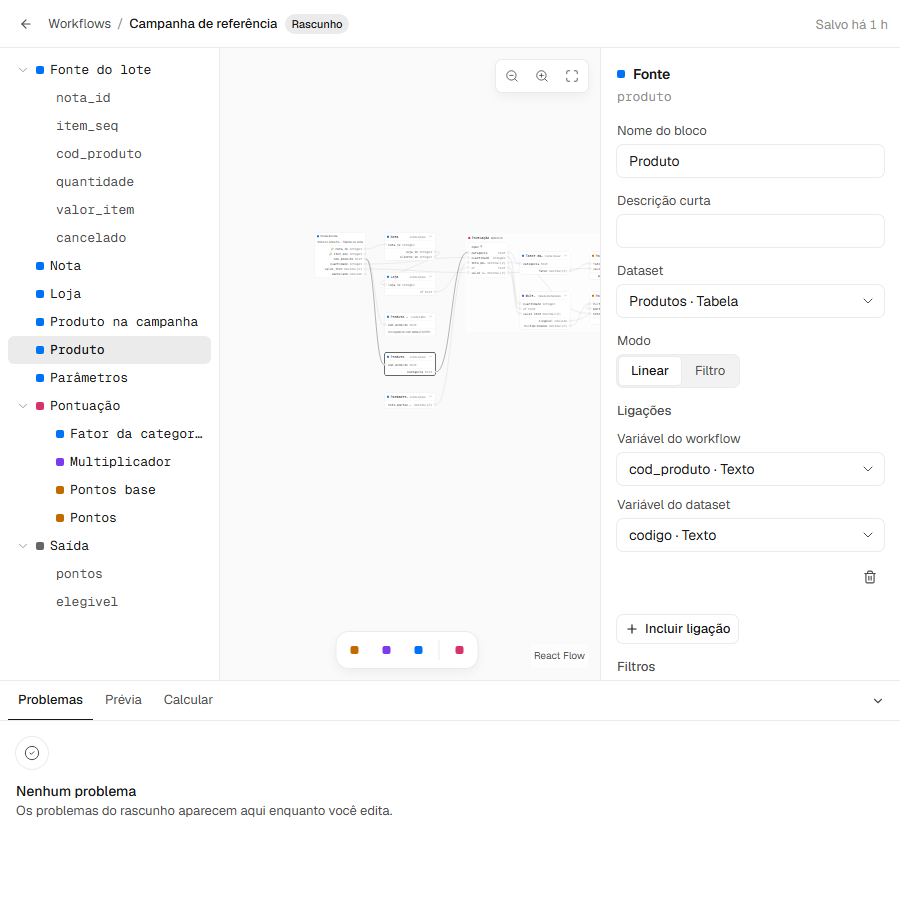 Workflows / Campanha de referência Rascunho
Salvo há 1 h
Fonte do lote
nota_id
item_seq
cod_produto
quantidade
valor_item
cancelado
Nota
Loja
Produto na campanha
Produto
Parâmetros
Pontuação
Fator da categor…
Multiplicador
Pontos base
Pontos
Saída
pontos
elegivel
React Flow
Fonte
produto
Nome do bloco
Produto
Descrição curta
Dataset
Produtos · Tabela
Modo
Linear Filtro
Ligações
Variável do workflow
cod_produto · Texto
Variável do dataset
codigo · Texto
Incluir ligação
Filtros
Problemas Prévia Calcular
Nenhum problema
Os problemas do rascunho aparecem aqui enquanto você edita.